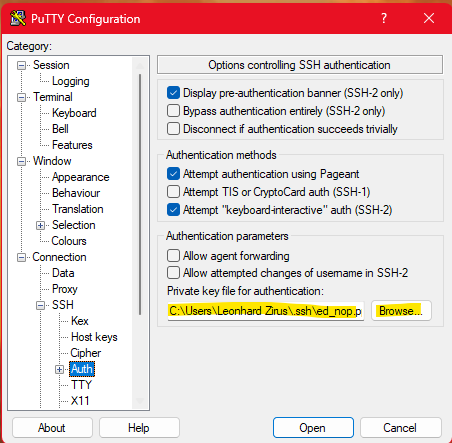 PuTTY Configuration
?
Category:
Session
Logging
Terminal
Keyboard
Bell
Features
Window
Appearance
Behaviour
Translation
Selection
Colours
Connection
Data
Proxy
SSH
Kex
Host keys
Cipher
Auth
TTY
X11
Options controlling SSH authentication
Display pre-authentication banner (SSH-2 only)
Bypass authentication entirely (SSH-2 only)
Disconnect if authentication succeeds trivially
Authentication methods
Attempt authentication using Pageant
Attempt TIS or CryptoCard auth (SSH-1)
Attempt "keyboard-interactive" auth (SSH-2)
Authentication parameters
Allow agent forwarding
Allow attempted changes of username in SSH-2
Private key file for authentication:
C:\Users\Leonhard Zirus\.ssh\ed_nop.p Browse...
About Help Open Cancel